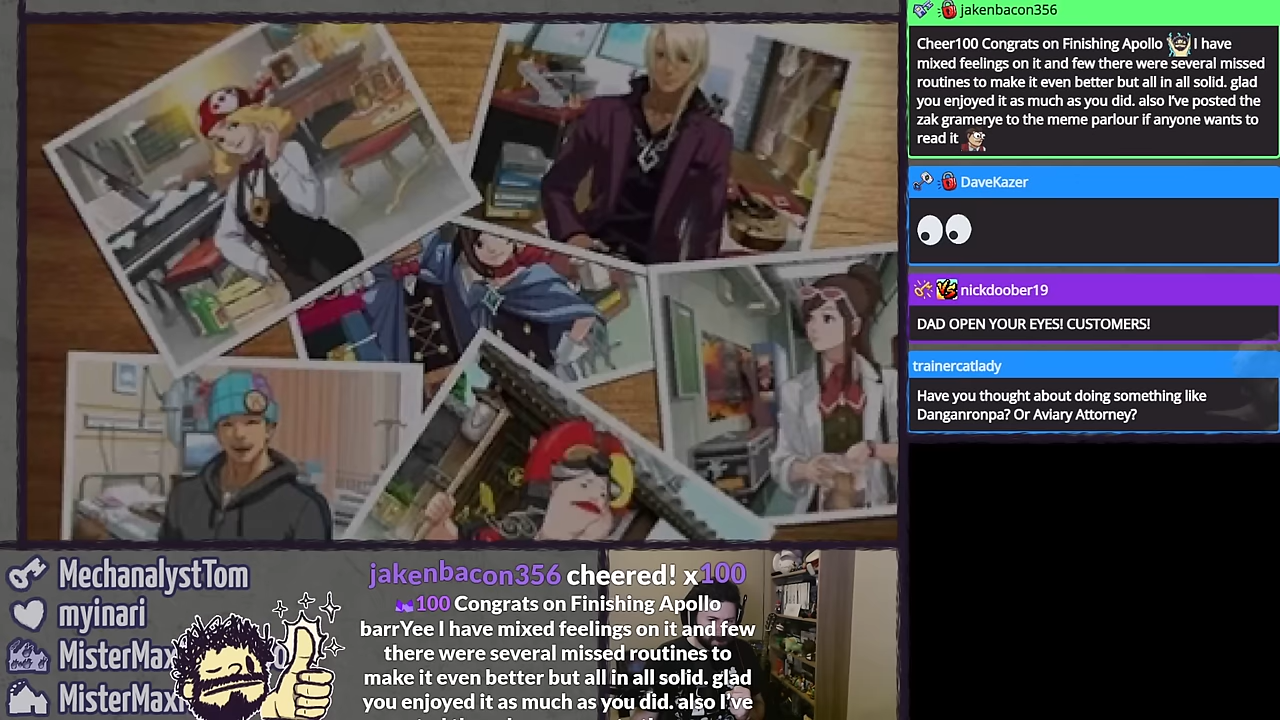 jakenbacon356
Cheer100 Congrats on Finishing Apollo I have
mixed feelings on it and few there were several missed
routines to make it even better but all in all solid. glad
you enjoyed it as much as you did. also I've posted the
zak gramerye to the meme parlour if anyone wants to
read it
DaveKazer
nickdoober19
DAD OPEN YOUR EYES! CUSTOMERS!
trainercatlady
Have you thought about doing something like
Danganronpa? Or Aviary Attorney?
MechanalystTom
myinari
MisterMax
MisterMax
jakenbacon356 cheered! x100
100 Congrats on Finishing Apollo
barrYee I have mixed feelings on it and few
there were several missed routines to
make it even better but all in all solid. glad
you enjoyed it as much as you did. also I've